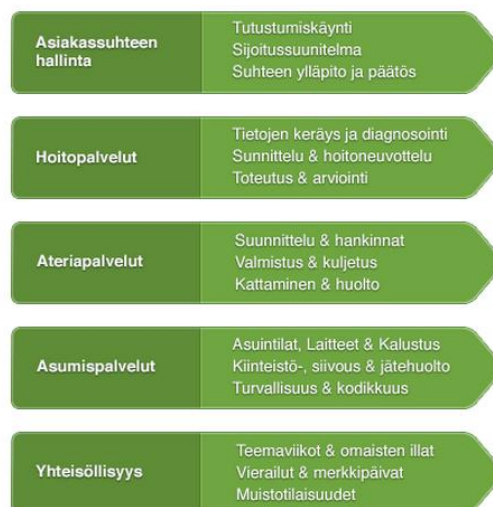 Asiakassuhteen
hallinta
Tutustumiskäynti
Sijoitussuunitelma
Suhteen ylläpito ja päätös
Hoitopalvelut
Tietojen keräys ja diagnosointi
Sunnittelu & hoitoneuvottelu
Toteutus & arviointi
Ateriapalvelut
Suunnittelu & hankinnat
Valmistus & kuljetus
Kattaminen & huolto
Asumispalvelut
Asuintilat, Laitteet & Kalustus
Kiinteistö-, siivous & jätehuolto
Turvallisuus & kodikkuus
Yhteisöllisyys
Teemaviikot & omaisten illat
Vierailut & merkkipäivat
Muistotilaisuudet